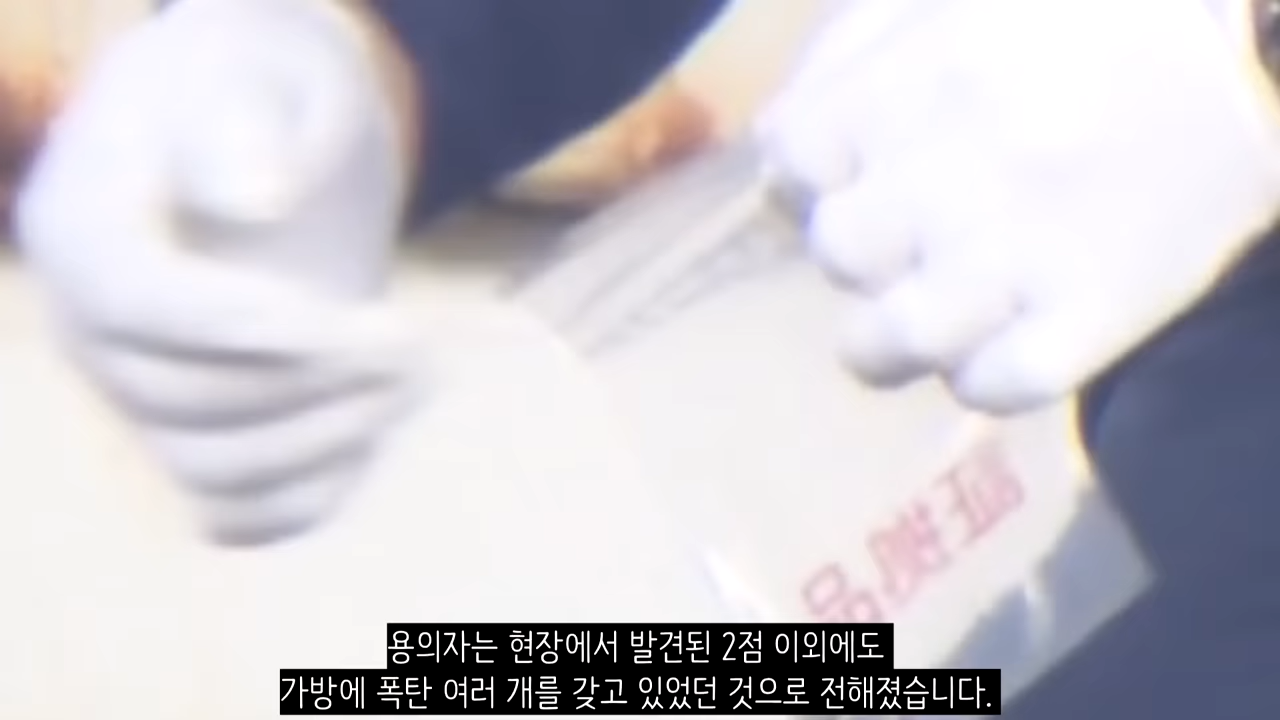 용의자는 현장에서 발견된 2점 이외에도
가방에 폭탄 여러 개를 갖고 있었던 것으로 전해졌습니다.